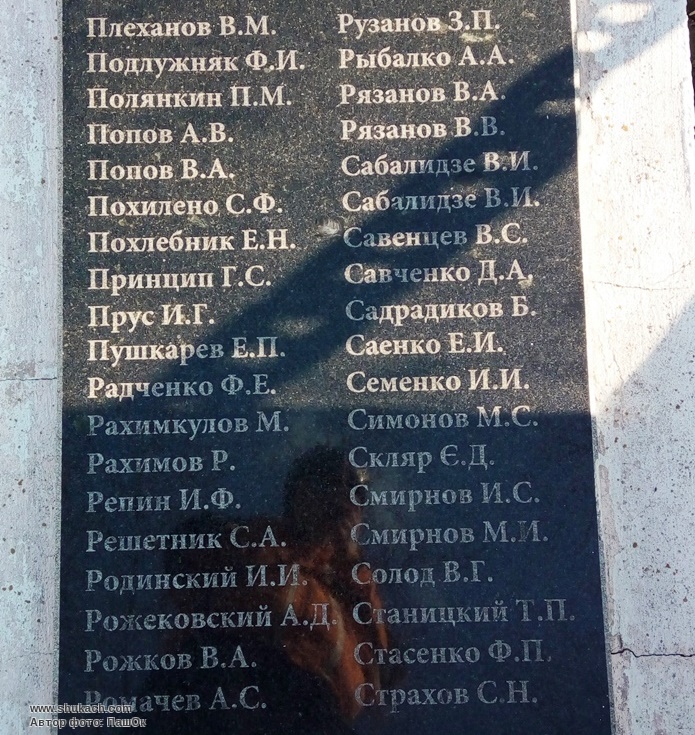 Плеханов В.М.
Подлужняк Ф.И.
Полянкин П.М.
Попов А.В.
Попов В.А.
Похилено С.Ф.
Похлебник Е.Н.
Принцип Г.С.
Прус И.Г.
Пушкарев Е.П.
Радченко Ф.Е.
Рахимкулов М.
Рахимов Р.
Репин И.Ф.
Решетник С.А.
Родинский И.И.
Рожековский А.Д.
Рожков В.А.
Ромачев А.С.
Рузанов З.П.
Рыбалко А.А.
Рязанов В.А.
Рязанов В.В.
Сабалидзе В.И.
Сабалидзе В.И.
Савенцев В.С.
Савченко Д.А.
Садрадиков Б.
Саенко Е.И.
Семенко И.И.
Симонов М.С.
Скляр Є.Д.
Смирнов И.С.
Смирнов М.И.
Солод В.Г.
Станицкий Т.П.
Стасенко Ф.П.
Страхов С.Н.
www.shukach.com
Автор фото: ПашОк